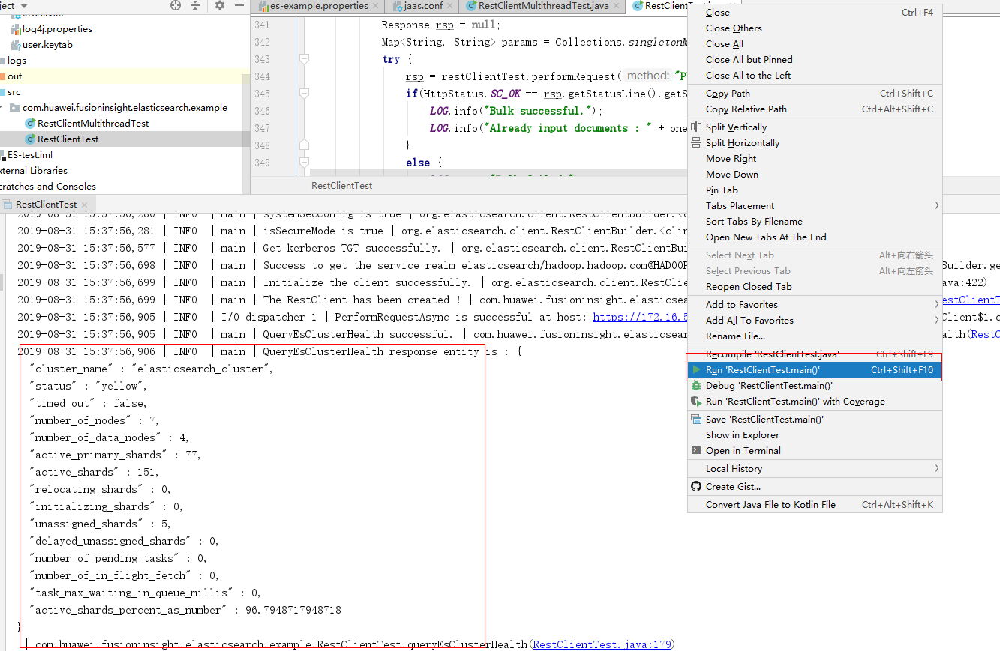 ject
es-example.properties
jaas.conf
RestClientMultithreadTest.java
log4j.properties
user.keytab
logs
out
src
com.huawei.fusioninsight.elasticsearch.example
RestClientMultithreadTest
RestClientTest
ES-test.iml
xternal Libraries
cratches and Consoles
341 Response rsp = null;
342 Map<String, String> params = Collections.
343 try {
344 rsp = restClientTest.performRequest( method:
345 if(HttpStatus.SC_OK == rsp.getStatusLine().
346 LOG.info("Bulk successful.");
347 LOG.info("Already input documents : " +
348 }
349 else {
RestClientTest
Close Ctrl+F4
Close Others
Close All
Close All but Pinned
Close All to the Left
Copy Path Ctrl+Shift+C
Copy Relative Path Ctrl+Alt+Shift+C
Split Vertically
Split Horizontally
Move Right
Move Down
Pin Tab
Tabs Placement
Sort Tabs By Filename
Open New Tabs At The End
Select Next Tab Alt+向右箭头
Select Previous Tab Alt+向左箭头
Reopen Closed Tab
Add to Favorites
Add All To Favorites
Rename File...
Recompile 'RestClientTest.java' Ctrl+Shift+F9
Run 'RestClientTest.main()' Ctrl+Shift+F10
Debug 'RestClientTest.main()'
Run 'RestClientTest.main()' with Coverage
Save 'RestClientTest.main()'
Show in Explorer
Open in Terminal
Local History
Create Gist...
Convert Java File to Kotlin File Ctrl+Alt+Shift+K
RestClientTest
2019-08-31 15:37:56,280 | INFO | main | systemSecConfig is true | org.elasticsearch.client.RestClientBuilder.
2019-08-31 15:37:56,281 | INFO | main | isSecureMode is true | org.elasticsearch.client.RestClientBuilder.<clin
2019-08-31 15:37:56,577 | INFO | main | Get kerberos TGT successfully. | org.elasticsearch.client.RestClientBui
2019-08-31 15:37:56,698 | INFO | main | Success to get the service realm elasticsearch/hadoop.hadoop.com@HADOOP Builder.ge
2019-08-31 15:37:56,699 | INFO | main | Initialize the client successfully. | org.elasticsearch.client.RestClie ava:422)
2019-08-31 15:37:56,699 | INFO | main | The RestClient has been created ! | com.huawei.fusioninsight.elasticsea estClientT
2019-08-31 15:37:56,905 | INFO | I/O dispatcher 1 | PerformRequestAsync is successful at host: https://172.16.5 Client$1.c
2019-08-31 15:37:56,905 | INFO | main | QueryEsClusterHealth successful. | com.huawei.fusioninsight.elasticsear ealth(RestC
2019-08-31 15:37:56,906 | INFO | main | QueryEsClusterHealth response entity is : {
"cluster_name" : "elasticsearch_cluster",
"status" : "yellow",
"timed_out" : false,
"number_of_nodes" : 7,
"number_of_data_nodes" : 4,
"active_primary_shards" : 77,
"active_shards" : 151,
"relocating_shards" : 0,
"initializing_shards" : 0,
"unassigned_shards" : 5,
"delayed_unassigned_shards" : 0,
"number_of_pending_tasks" : 0,
"number_of_in_flight_fetch" : 0,
"task_max_waiting_in_queue_millis" : 0,
"active_shards_percent_as_number" : 96.7948717948718
}
| com.huawei.fusioninsight.elasticsearch.example.RestClientTest.queryEsClusterHealth(RestClientTest.java:179)